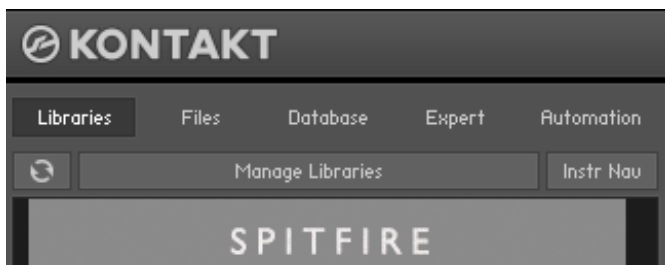 KONTAKT
Libraries Files Database Expert Automation
Manage Libraries Instr Nav
SPITFIRE